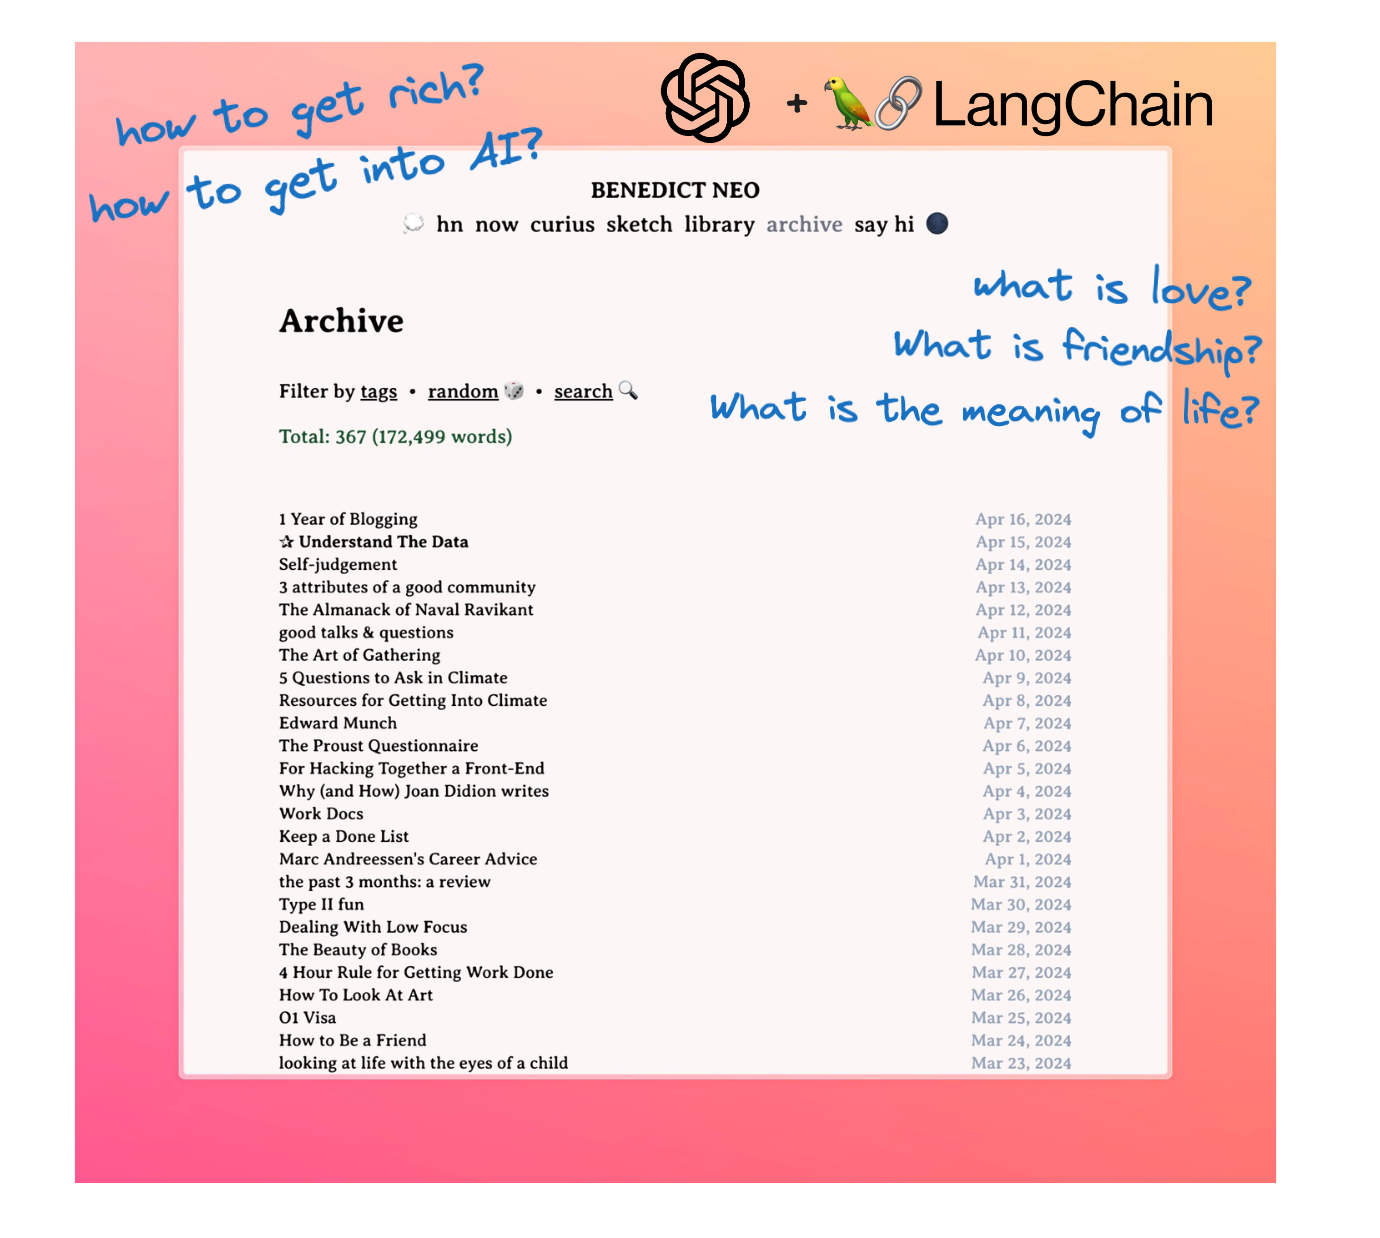 how to get rich?
+ LangChain
how to get into AI?
BENEDICT NEO
hn now curius sketch library archive say hi
what is love?
Archive
What is friendship?
Filter by tags • random • search
What is the meaning of life?
Total: 367 (172,499 words)
1 Year of Blogging Apr 16, 2024
☆ Understand The Data Apr 15, 2024
Self-judgement Apr 14, 2024
3 attributes of a good community Apr 13, 2024
The Almanack of Naval Ravikant Apr 12, 2024
good talks & questions Apr 11, 2024
The Art of Gathering Apr 10, 2024
5 Questions to Ask in Climate Apr 9, 2024
Resources for Getting Into Climate Apr 8, 2024
Edward Munch Apr 7, 2024
The Proust Questionnaire Apr 6, 2024
For Hacking Together a Front-End Apr 5, 2024
Why (and How) Joan Didion writes Apr 4, 2024
Work Docs Apr 3, 2024
Keep a Done List Apr 2, 2024
Marc Andreessen's Career Advice Apr 1, 2024
the past 3 months: a review Mar 31, 2024
Type II fun Mar 30, 2024
Dealing With Low Focus Mar 29, 2024
The Beauty of Books Mar 28, 2024
4 Hour Rule for Getting Work Done Mar 27, 2024
How To Look At Art Mar 26, 2024
O1 Visa Mar 25, 2024
How to Be a Friend Mar 24, 2024
looking at life with the eyes of a child Mar 23, 2024